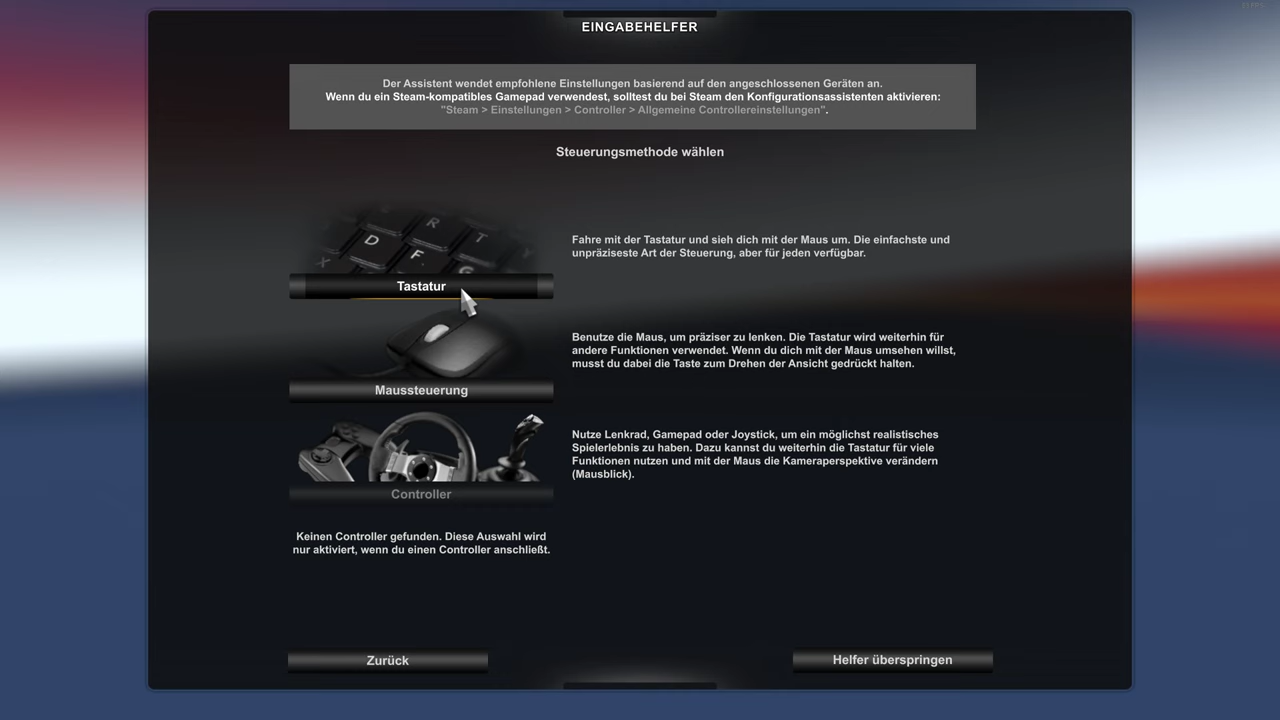 EINGABEHELFER
Der Assistent wendet empfohlene Einstellungen basierend auf den angeschlossenen Geräten an.
Wenn du ein Steam-kompatibles Gamepad verwendest, solltest du bei Steam den Konfigurationsassistenten aktivieren:
"Steam > Einstellungen > Controller > Allgemeine Controllereinstellungen".
Steuerungsmethode wählen
R
D
T
Y
X
F
G
Tastatur
Fahre mit der Tastatur und sieh dich mit der Maus um. Die einfachste und
unpräziseste Art der Steuerung, aber für jeden verfügbar.
Maussteuerung
Benutze die Maus, um präziser zu lenken. Die Tastatur wird weiterhin für
andere Funktionen verwendet. Wenn du dich mit der Maus umsehen willst,
musst du dabei die Taste zum Drehen der Ansicht gedrückt halten.
Controller
Nutze Lenkrad, Gamepad oder Joystick, um ein möglichst realistisches
Spielerlebnis zu haben. Dazu kannst du weiterhin die Tastatur für viele
Funktionen nutzen und mit der Maus die Kameraperspektive verändern
(Mausblick).
Keinen Controller gefunden. Diese Auswahl wird
nur aktiviert, wenn du einen Controller anschließt.
Zurück
Helfer überspringen